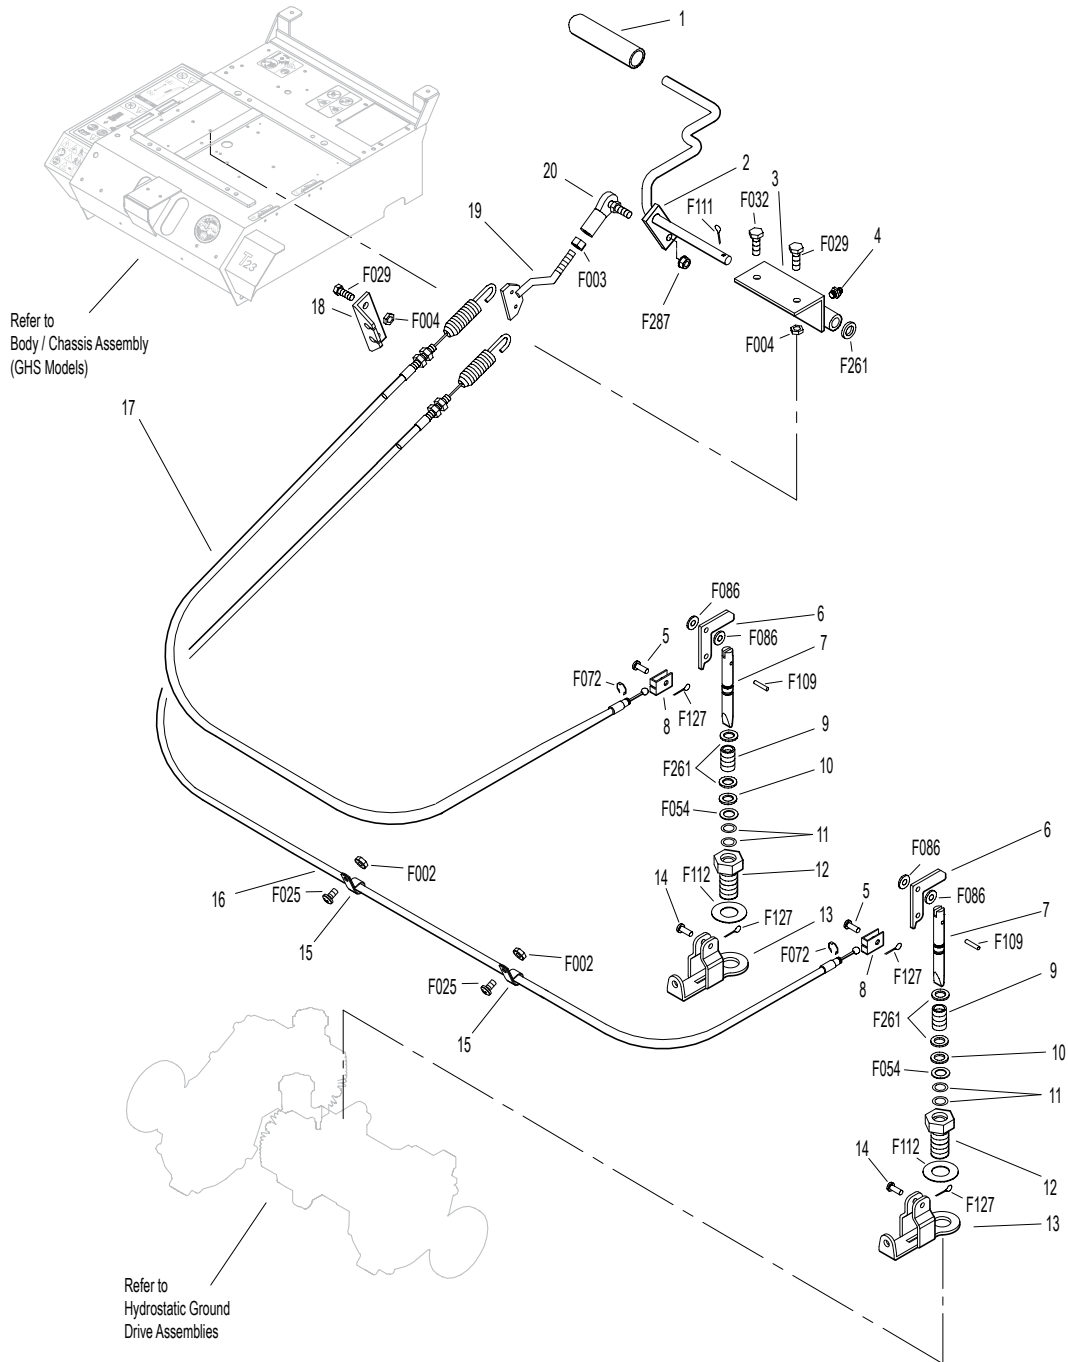 1
20
2
3
F111
F032
F029
4
19
F003
F029
18
F004
F287
F004
F261
T23
Refer to
Body / Chassis Assembly
(GHS Models)
17
F086
6
5
F086
7
F072
F109
8
F127
9
F261
10
F054
11
12
F112
14
F127
13
F002
F025
16
15
F002
F025
15
F086
6
5
F086
7
F072
F109
8
F127
9
F261
10
F054
11
F112
12
14
F127
13
Refer to
Hydrostatic Ground
Drive Assemblies